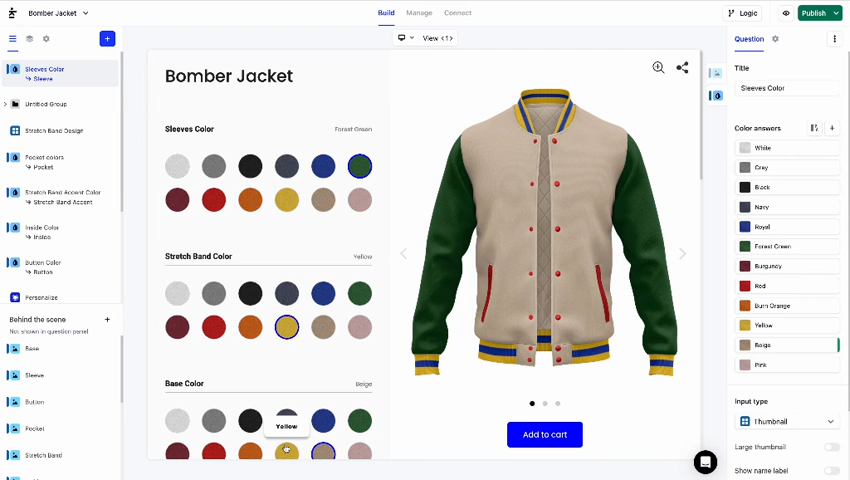 Bomber Jacket
Build
Manage
Connect
Logic
Publish
View <1>
Question
Sleeves Color
↳ Sleeve
Untitled Group
Stretch Band Design
Pocket colors
↳ Pocket
Stretch Band Accent Color
↳ Stretch Band Accent
Inside Color
↳ Inside
Button Color
↳ Button
Personalize
Behind the scene
Not shown in question panel
Base
Sleeve
Button
Pocket
Stretch Band
Bomber Jacket
Sleeves Color
Forest Green
Stretch Band Color
Yellow
Base Color
Beige
Yellow
Add to cart
Title
Sleeves Color
Color answers
White
Grey
Black
Navy
Royal
Forest Green
Burgundy
Red
Burn Orange
Yellow
Beige
Pink
Input type
Thumbnail
Large thumbnail
Show name label